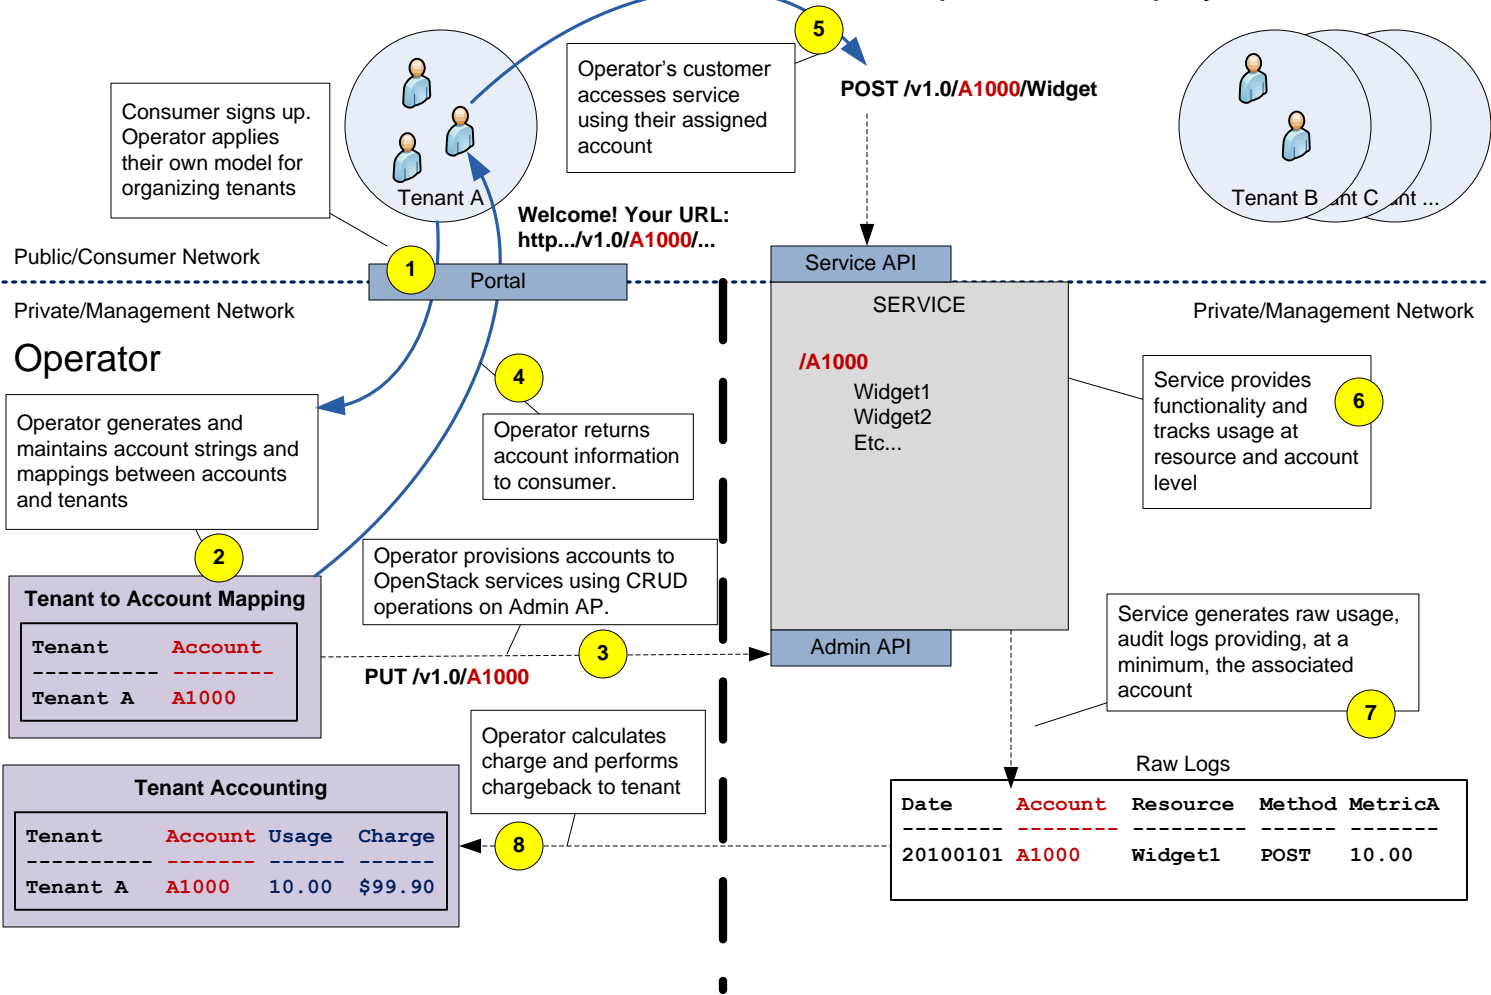 5
Operator's customer
accesses service
using their assigned
account
POST /v1.0/A1000/Widget
Consumer signs up.
Operator applies
their own model for
organizing tenants
Tenant A
Tenant B
ant C
ant ...
Welcome! Your URL:
http.../v1.0/A1000/...
Public/Consumer Network
1
Portal
Service API
Private/Management Network
SERVICE
Private/Management Network
Operator
/A1000
Widget1
Widget2
Etc...
4
Service provides
functionality and
tracks usage at
resource and account
level
6
Operator generates and
maintains account strings and
mappings between accounts
and tenants
Operator returns
account information
to consumer.
2
Operator provisions accounts to
OpenStack services using CRUD
operations on Admin AP.
Tenant to Account Mapping
Tenant Account
---------- --------
Tenant A A1000
3
PUT /v1.0/A1000
Admin API
Service generates raw usage,
audit logs providing, at a
minimum, the associated
account
7
Operator calculates
charge and performs
chargeback to tenant
Raw Logs
Date Account Resource Method MetricA
-------- -------- --------- ------ -------
20100101 A1000 Widget1 POST 10.00
Tenant Accounting
Tenant Account Usage Charge
---------- ------- ------ ------
Tenant A A1000 10.00 $99.90
8